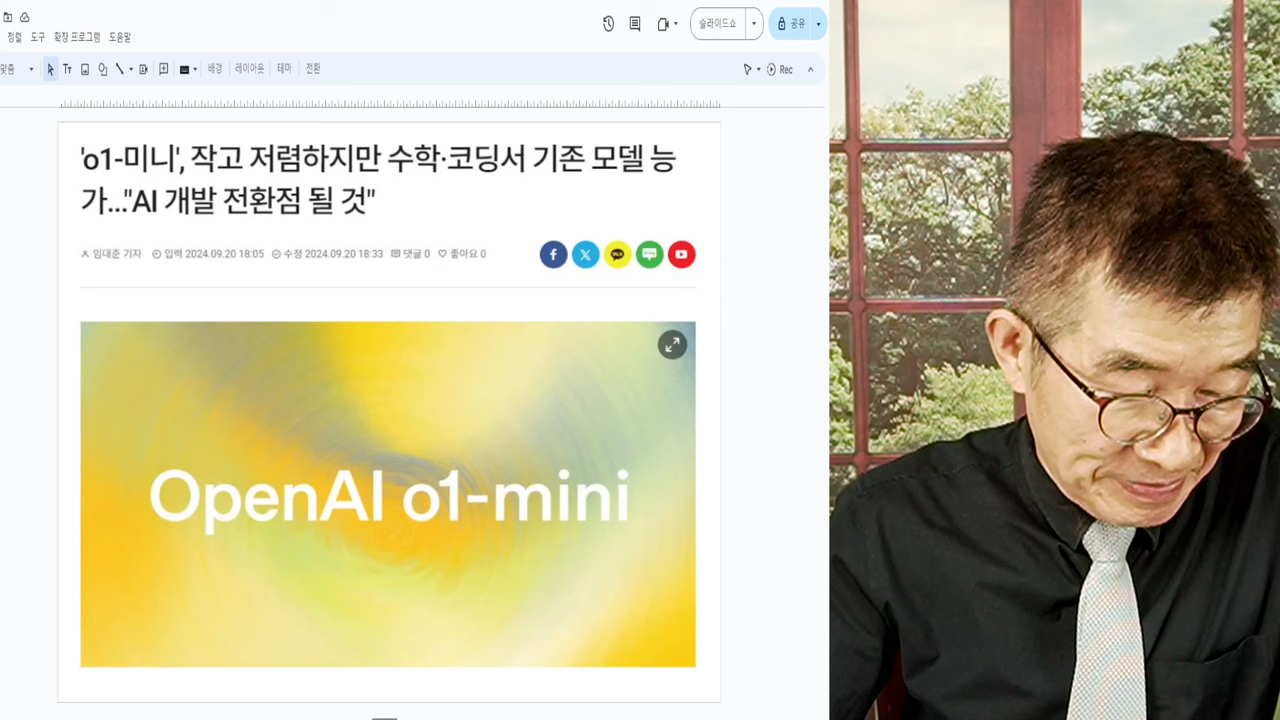 정렬 도구 확장 프로그램 도움말
슬라이드쇼
공유
맞춤
Tт
배경 레이아웃 테마 전환
Rec
'o1-미니', 작고 저렴하지만 수학·코딩서 기존 모델 능
가..."AI 개발 전환점 될 것"
임대준 기자 입력 2024.09.20 18:05 수정 2024.09.20 18:33 댓글 0 좋아요 0
OpenAI o1-mini